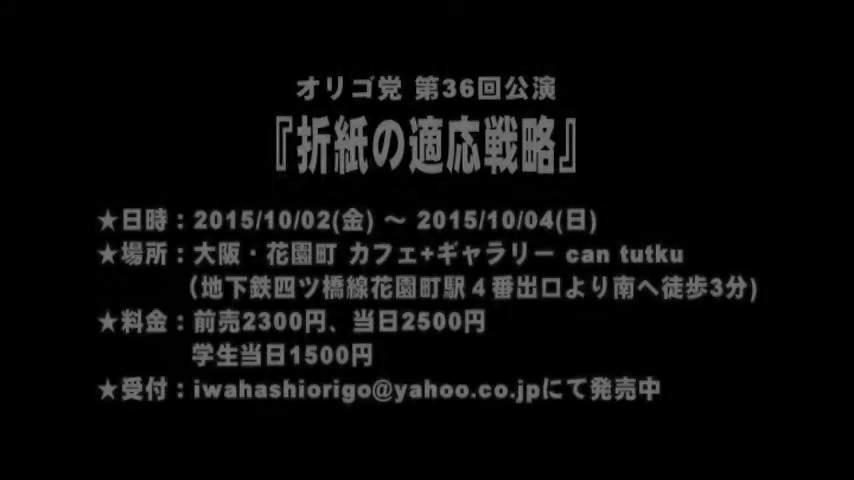 オリゴ党 第36回公演
『折紙の適応戦略』
★日時：2015/10/02(金) ～ 2015/10/04(日)
★場所：大阪・花園町 カフェ+ギャラリー can tutku
（地下鉄四ツ橋線花園町駅４番出口より南へ徒歩3分)
★料金：前売2300円、当日2500円
学生当日1500円
★受付：iwahashiorigo@yahoo.co.jpにて発売中